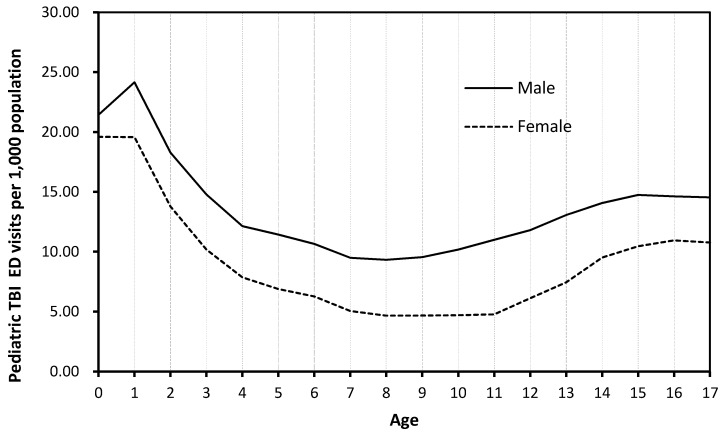 Pediatric TBI  ED visits per 1,000 population
30.00
25.00
20.00
15.00
10.00
5.00
0.00
Male
Female
0 1 2 3 4 5 6 7 8 9 10 11 12 13 14 15 16 17
Age